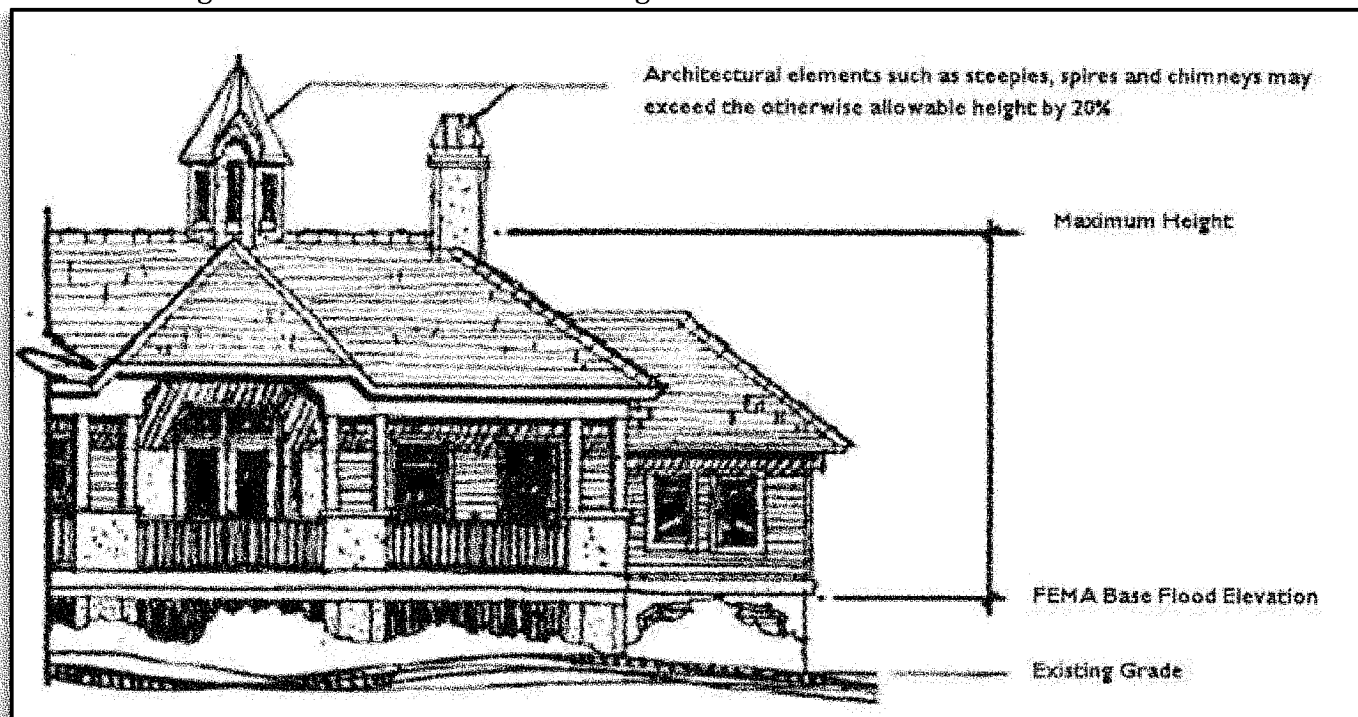 Architectural elements such as steeples, spires and chimneys may
exceed the otherwise allowable height by 20%
Maximum Height
FEMA Base Flood Elevation
Existing Grade